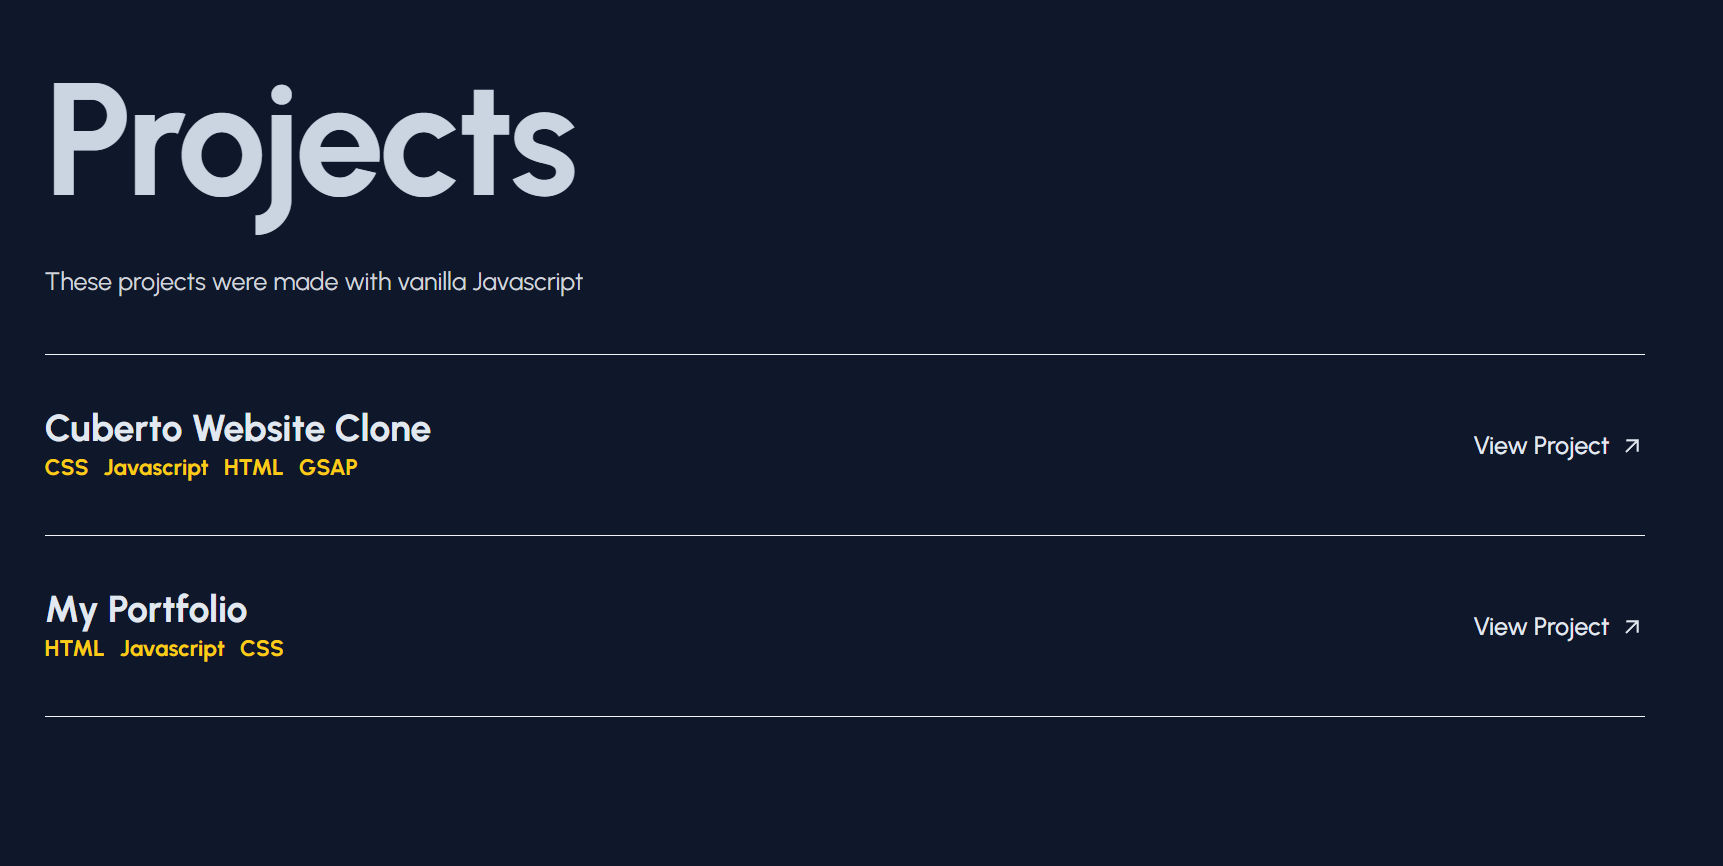 Projects
These projects were made with vanilla Javascript
Cuberto Website Clone
CSS Javascript HTML GSAP
View Project
My Portfolio
HTML Javascript CSS
View Project